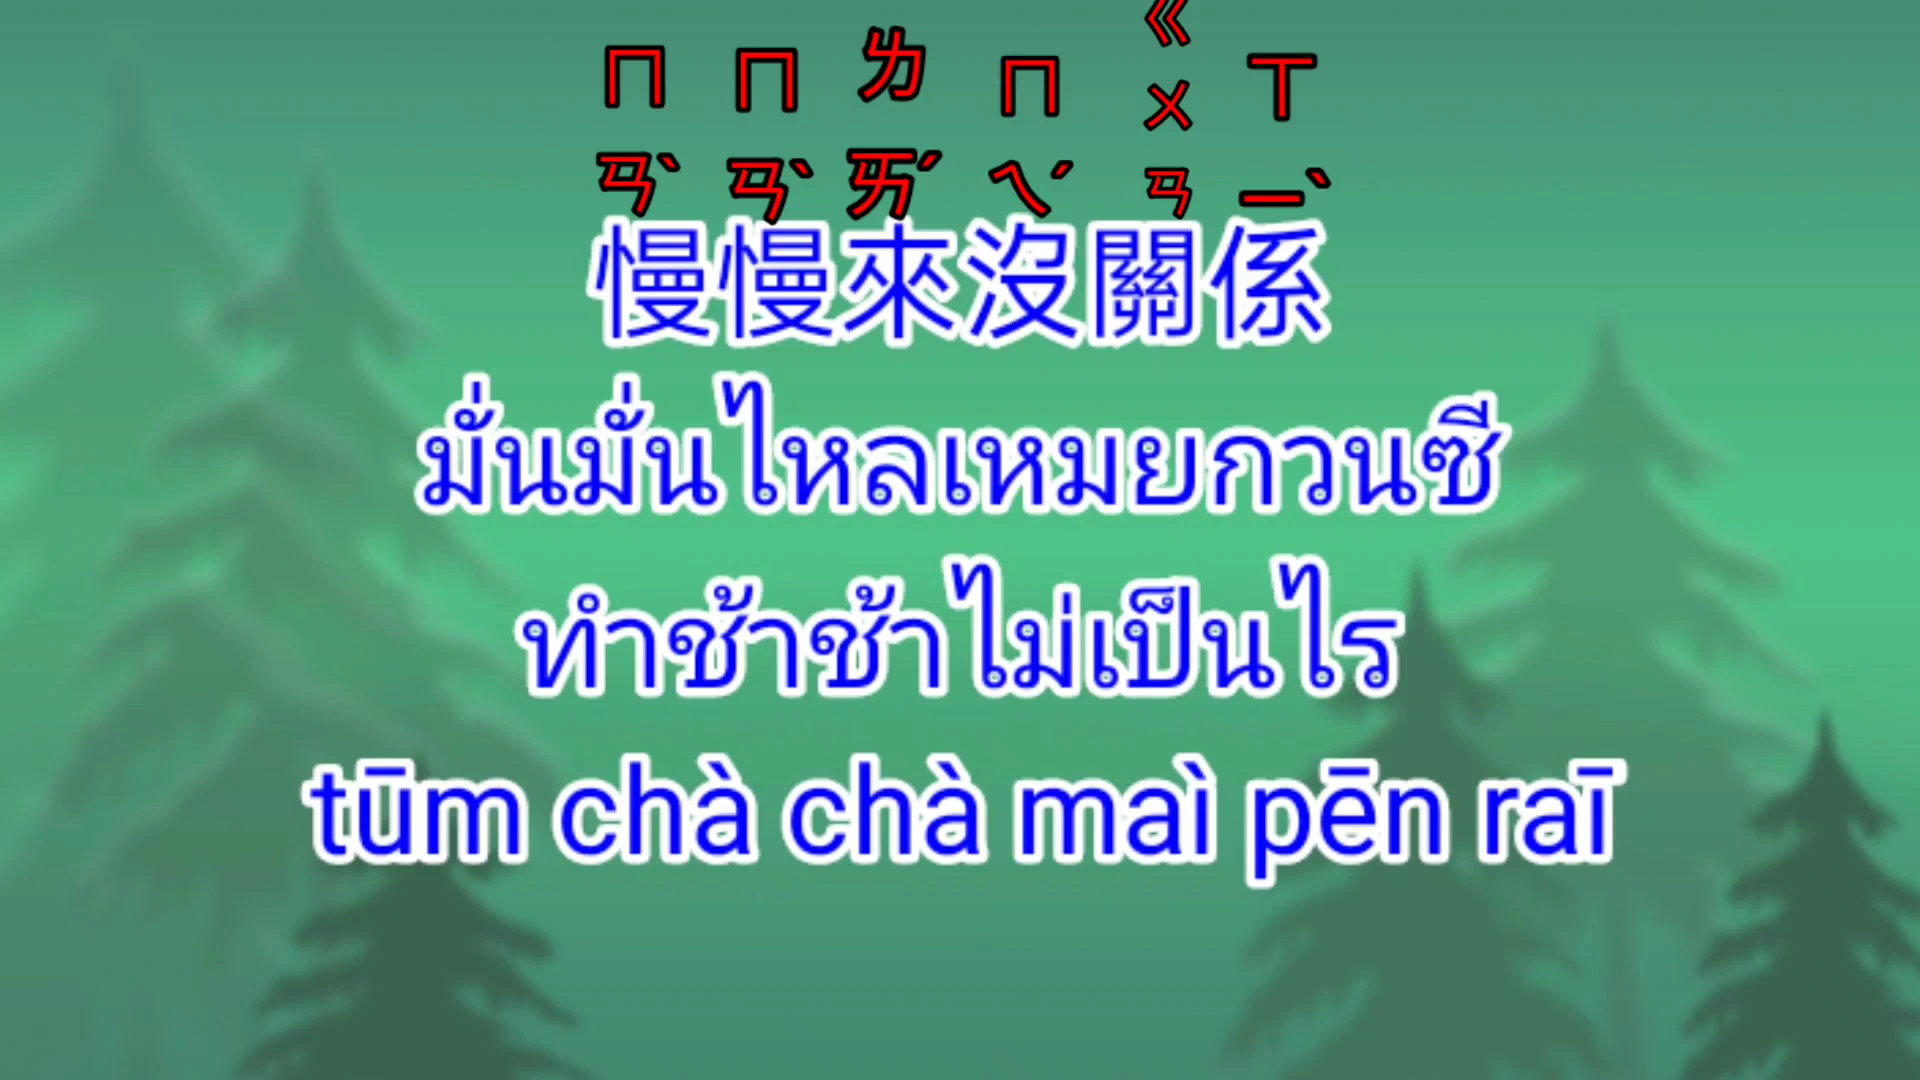 ㄇㄢˋ ㄇㄢˋ ㄌㄞˊ ㄇㄟˊ ㄍㄨㄢ ㄒㄧˋ
慢慢來沒關係
มั่นมั่นไหลเหมยกวนซี
ทำช้าช้าไม่เป็นไร
tūm chà chà maì pēn raī